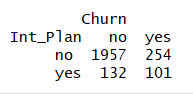 Churn
Int_Plan no yes
no 1957 254
yes 132 101